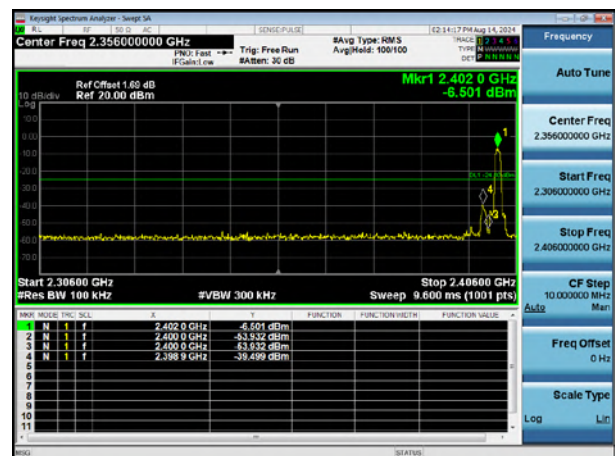 Keysight Spectrum Analyzer - Swept SA
RL RF 50 Ω AC SENSE:PULSE 02:14:17 PM Aug 14, 2024
Center Freq 2.356000000 GHz #Avg Type: RMS TRACE 1 2 3 4 5 6
PNO: Fast Trig: Free Run Avg|Hold: 100/100 TYPE
IFGain:Low #Atten: 30 dB DET P N N N N N
Mkr1 2.402 0 GHz
Ref Offset 1.69 dB
10 dB/div Ref 20.00 dBm -6.501 dBm
Log
10.0
0.00
-10.0
-20.0
-30.0
-40.0
-50.0
-60.0
-70.0
1
4
Start 2.30600 GHz Stop 2.40600 GHz
#Res BW 100 kHz #VBW 300 kHz Sweep 9.600 ms (1001 pts)
MKR MODE TRC SCL X Y FUNCTION FUNCTION WIDTH FUNCTION VALUE
1 N 1 f 2.402 0 GHz -6.501 dBm
2 N 1 f 2.400 0 GHz -53.932 dBm
3 N 1 f 2.400 0 GHz -53.932 dBm
4 N 1 f 2.398 9 GHz -39.499 dBm
5
6
7
8
9
10
11
MSG STATUS
Frequency
Auto Tune
Center Freq
2.356000000 GHz
Start Freq
2.306000000 GHz
Stop Freq
2.406000000 GHz
CF Step
10.000000 MHz
Auto Man
Freq Offset
0 Hz
Scale Type
Log Lin